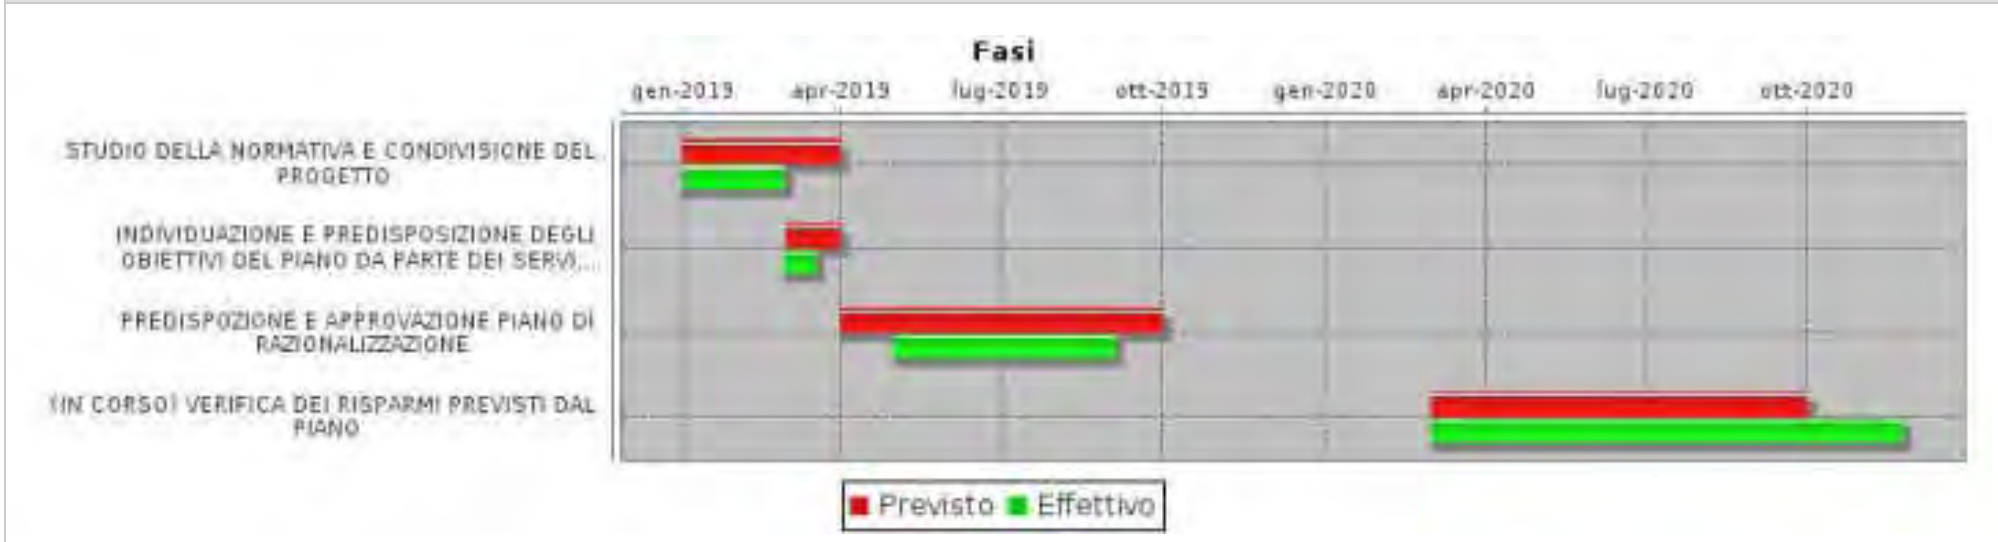 Fasi
gen-2019 apr-2019 lug-2019 ott-2019 gen-2020 apr-2020 lug-2020 ott-2020
STUDIO DELLA NORMATIVA E CONDIVISIONE DEL
PROGETTO
INDIVIDUAZIONE E PREDISPOSIZIONE DEGLI
OBIETTIVI DEL PIANO DA PARTE DEI SERVI...
PREDISPOZIONE E APPROVAZIONE PIANO DI
RAZIONALIZZAZIONE
(IN CORSO) VERIFICA DEI RISPARMI PREVISTI DAL
PIANO
Previsto Effettivo